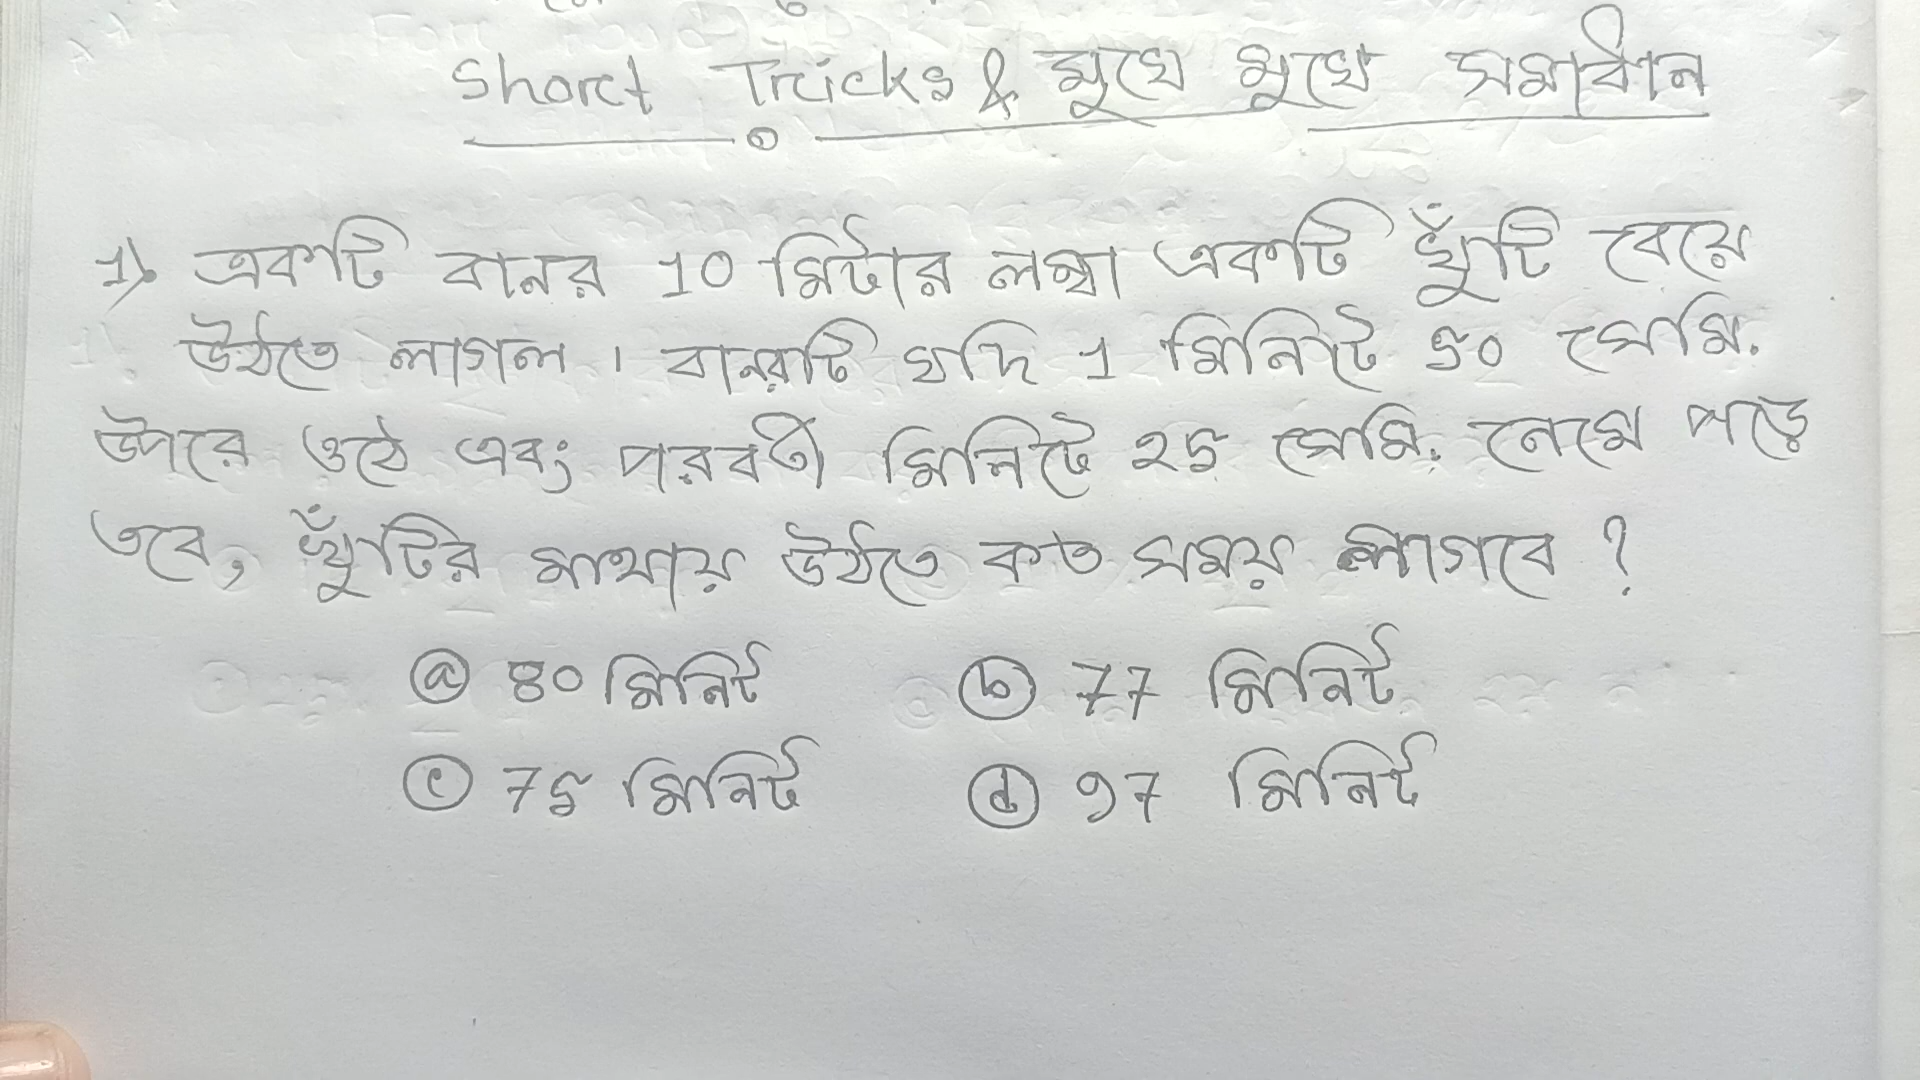 Short Tricks & মুখে মুখে সমাধান
1) একটি বানর 10 মিটার লম্বা একটি খুঁটি বেয়ে
উঠতে লাগল । বানরটি যদি 1 মিনিটে 50 সেমি.
উপরে ওঠে এবং পরবর্তী মিনিটে 25 সেমি. নেমে পড়ে
তবে, খুঁটির মাথায় উঠতে কত সময় লাগবে ?
ⓐ 80 মিনিট ⓑ 77 মিনিট
ⓒ 75 মিনিট ⓓ 97 মিনিট